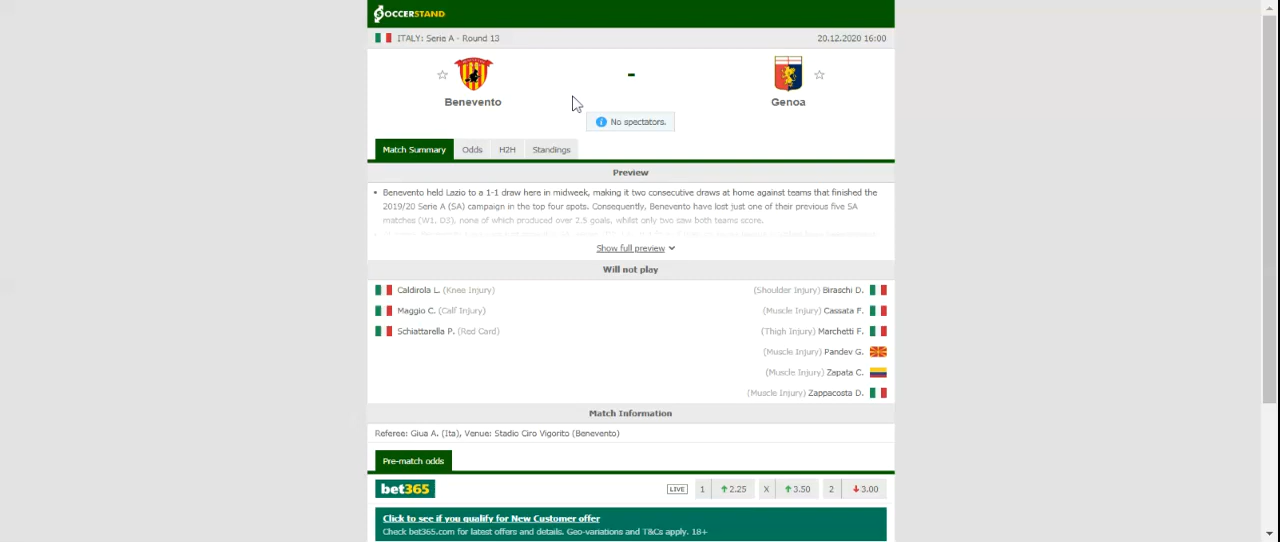 SOCCERSTAND
ITALY: Serie A - Round 13 20.12.2020 16:00
-
Benevento Genoa
No spectators.
Match Summary Odds H2H Standings
Preview
Benevento held Lazio to a 1-1 draw here in midweek, making it two consecutive draws at home against teams that finished the
2019/20 Serie A (SA) campaign in the top four spots. Consequently, Benevento have lost just one of their previous five SA
matches (W1, D3), none of which produced over 2.5 goals, whilst only two saw both teams score.
Show full preview
Will not play
Caldirola L. (Knee Injury) (Shoulder Injury) Biraschi D.
Maggio C. (Calf Injury) (Muscle Injury) Cassata F.
Schiattarella P. (Red Card) (Thigh Injury) Marchetti F.
(Muscle Injury) Pandev G.
(Muscle Injury) Zapata C.
(Muscle Injury) Zappacosta D.
Match Information
Referee: Giua A. (Ita), Venue: Stadio Ciro Vigorito (Benevento)
Pre-match odds
bet365 LIVE 1 2.25 X 3.50 2 3.00
Click to see if you qualify for New Customer offer
Check bet365.com for latest offers and details. Geo-variations and T&Cs apply. 18+